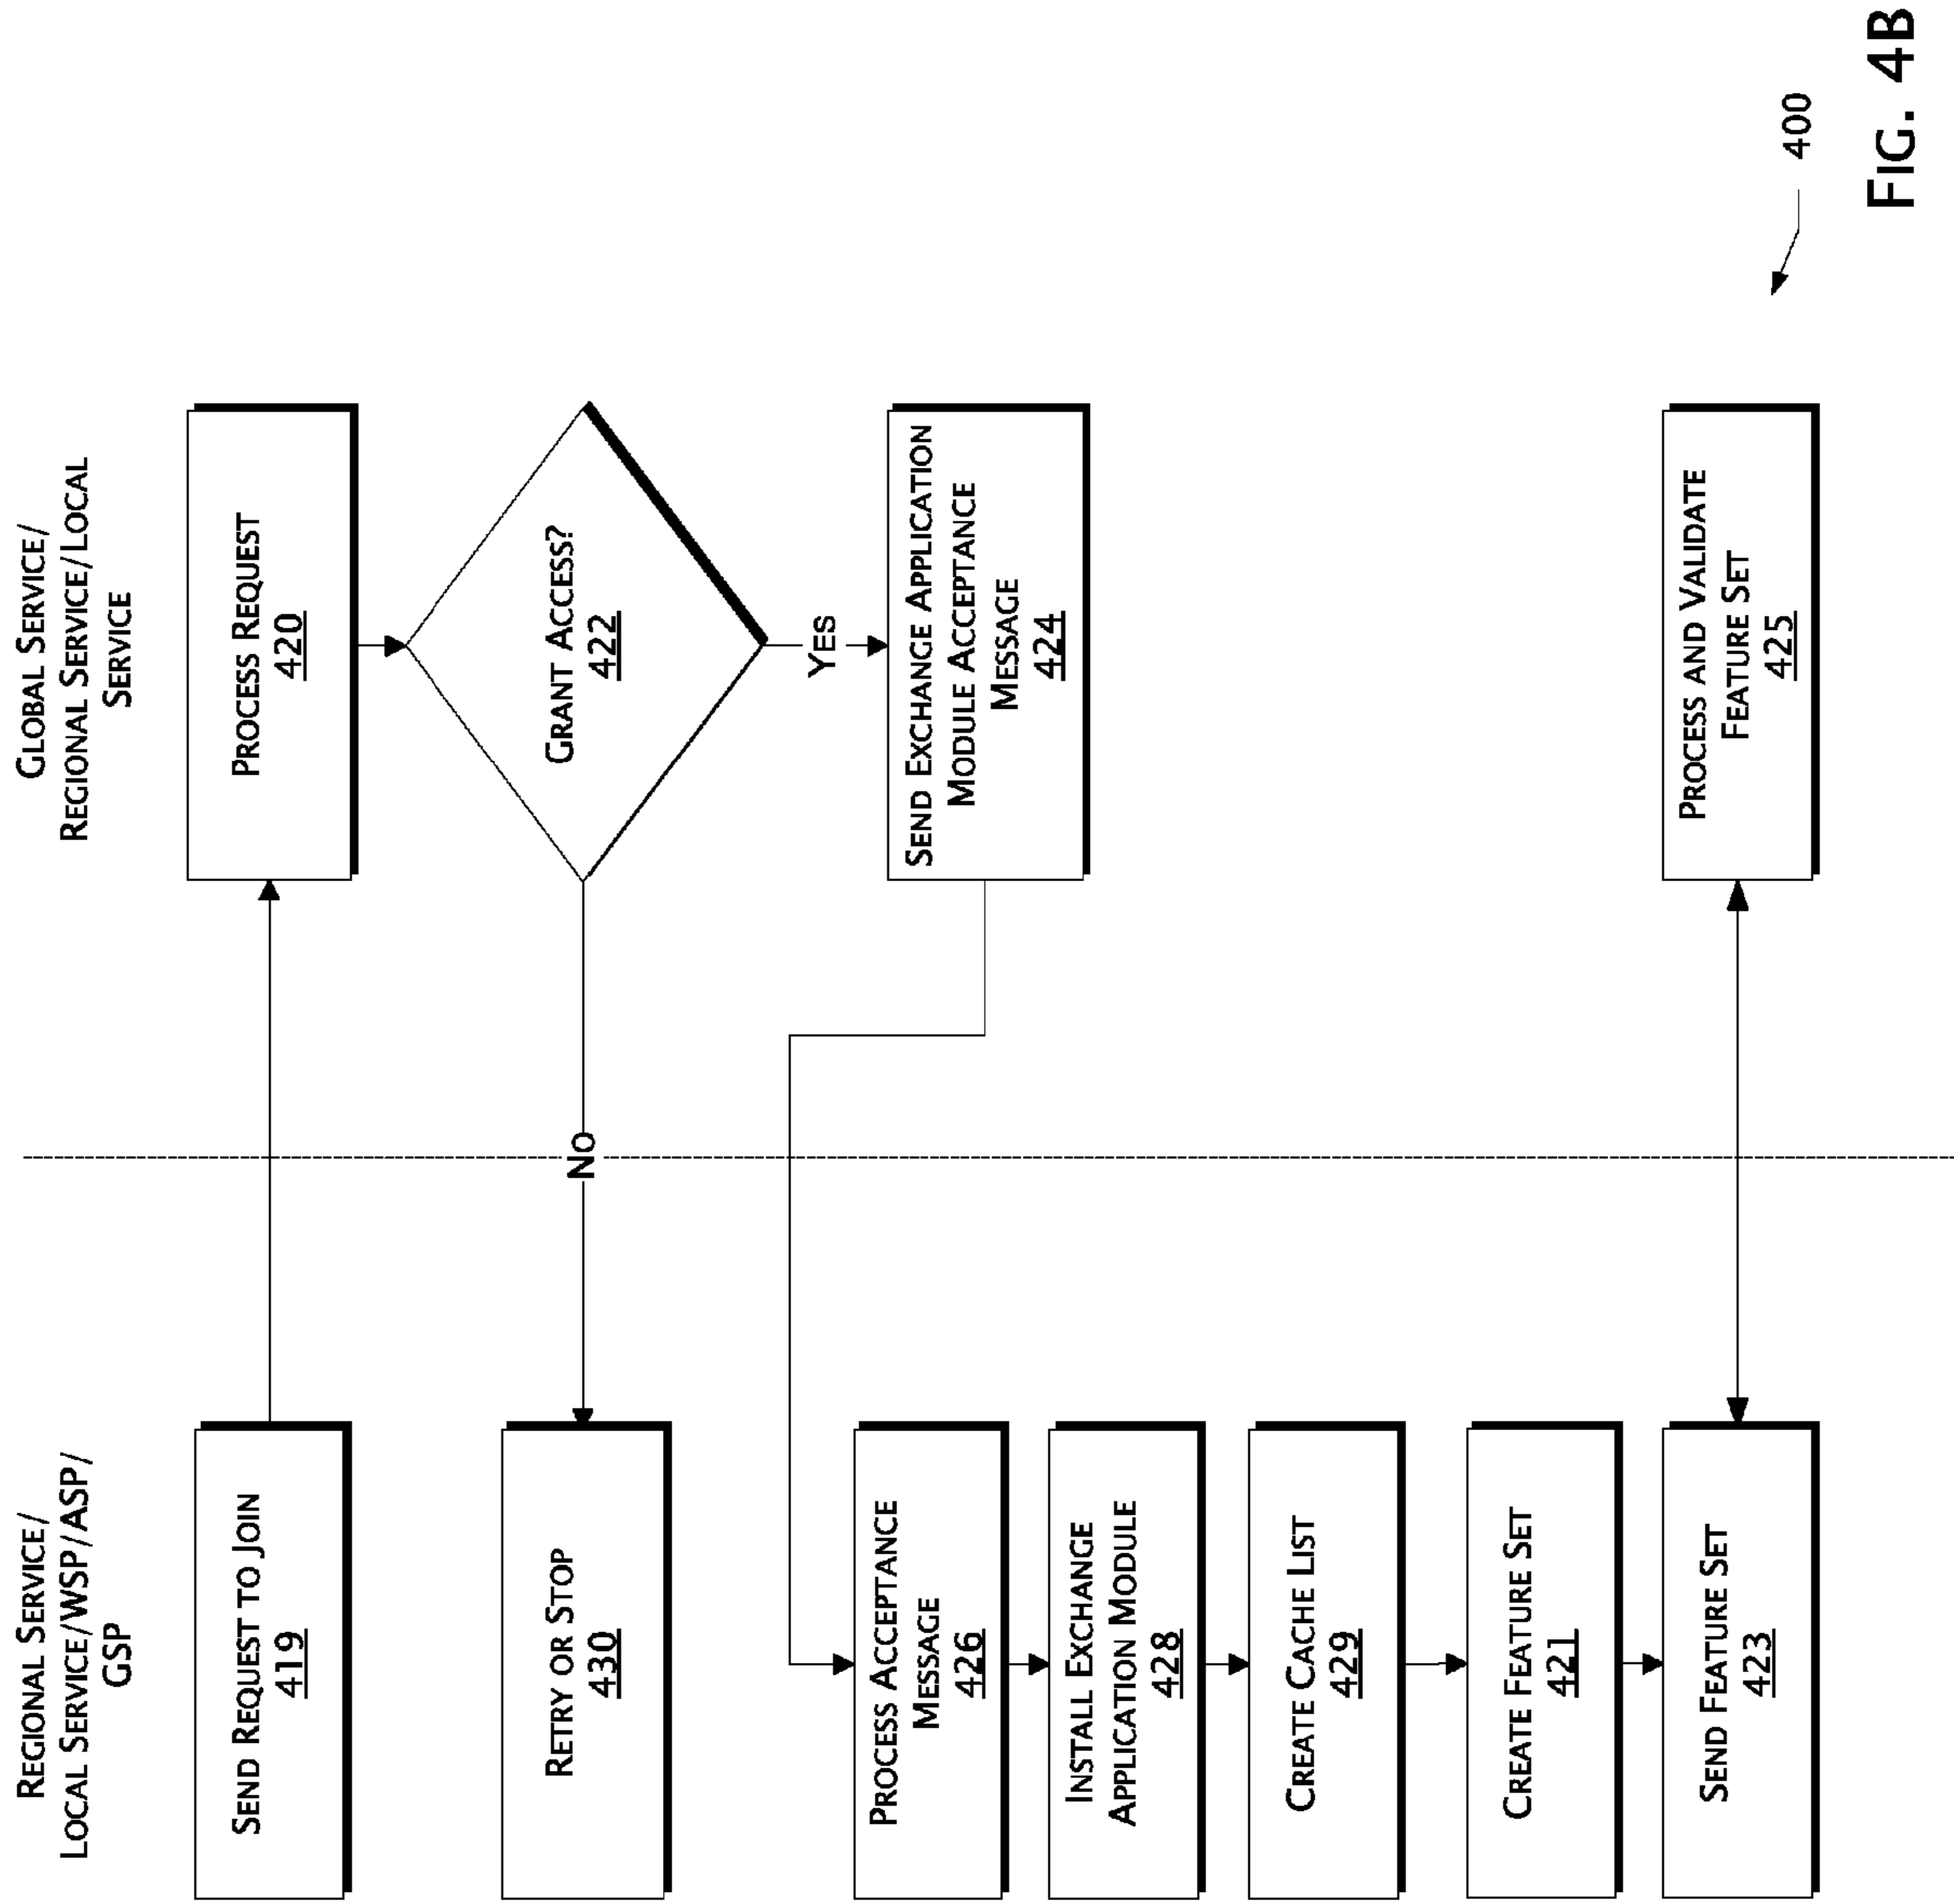 REGIONAL SERVICE/
LOCAL SERVICE/WSP/ASP/
GSP
GLOBAL SERVICE/
REGIONAL SERVICE/LOCAL
SERVICE
SEND REQUEST TO JOIN
419
PROCESS REQUEST
420
RETRY OR STOP
430
NO
GRANT ACCESS?
422
YES
SEND EXCHANGE APPLICATION
MODULE ACCEPTANCE
MESSAGE
424
PROCESS ACCEPTANCE
MESSAGE
426
INSTALL EXCHANGE
APPLICATION MODULE
428
CREATE CACHE LIST
429
CREATE FEATURE SET
421
SEND FEATURE SET
423
PROCESS AND VALIDATE
FEATURE SET
425
400
FIG. 4B